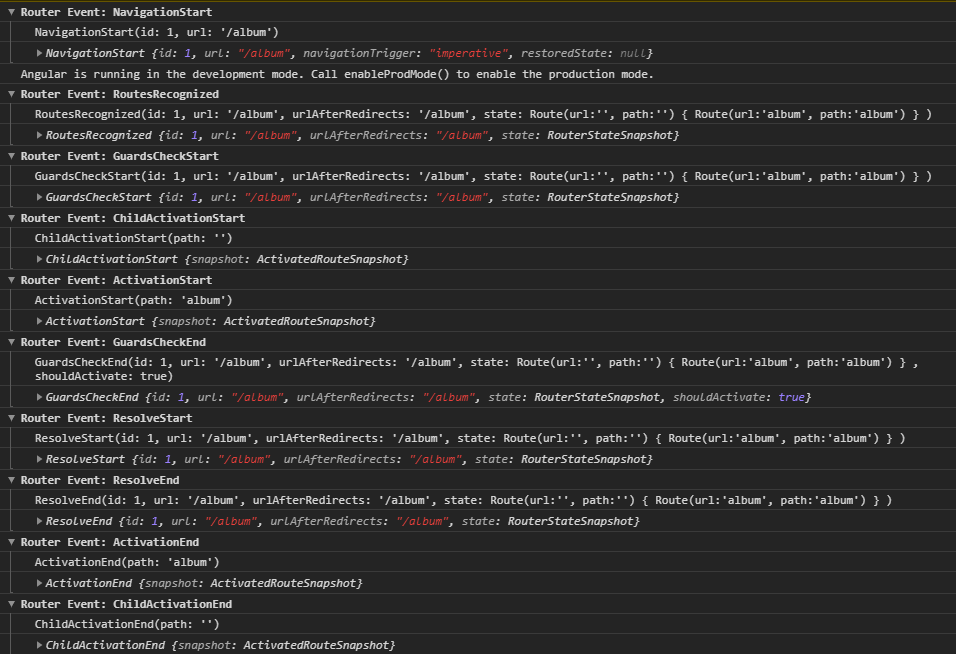 Router Event: NavigationStart
NavigationStart(id: 1, url: '/album')
NavigationStart {id: 1, url: "/album", navigationTrigger: "imperative", restoredState: null}
Angular is running in the development mode. Call enableProdMode() to enable the production mode.
Router Event: RoutesRecognized
RoutesRecognized(id: 1, url: '/album', urlAfterRedirects: '/album', state: Route(url:'', path:'') { Route(url:'album', path:'album') } )
RoutesRecognized {id: 1, url: "/album", urlAfterRedirects: "/album", state: RouterStateSnapshot}
Router Event: GuardsCheckStart
GuardsCheckStart(id: 1, url: '/album', urlAfterRedirects: '/album', state: Route(url:'', path:'') { Route(url:'album', path:'album') } )
GuardsCheckStart {id: 1, url: "/album", urlAfterRedirects: "/album", state: RouterStateSnapshot}
Router Event: ChildActivationStart
ChildActivationStart(path: '')
ChildActivationStart {snapshot: ActivatedRouteSnapshot}
Router Event: ActivationStart
ActivationStart(path: 'album')
ActivationStart {snapshot: ActivatedRouteSnapshot}
Router Event: GuardsCheckEnd
GuardsCheckEnd(id: 1, url: '/album', urlAfterRedirects: '/album', state: Route(url:'', path:'') { Route(url:'album', path:'album') } ,
shouldActivate: true)
GuardsCheckEnd {id: 1, url: "/album", urlAfterRedirects: "/album", state: RouterStateSnapshot, shouldActivate: true}
Router Event: ResolveStart
ResolveStart(id: 1, url: '/album', urlAfterRedirects: '/album', state: Route(url:'', path:'') { Route(url:'album', path:'album') } )
ResolveStart {id: 1, url: "/album", urlAfterRedirects: "/album", state: RouterStateSnapshot}
Router Event: ResolveEnd
ResolveEnd(id: 1, url: '/album', urlAfterRedirects: '/album', state: Route(url:'', path:'') { Route(url:'album', path:'album') } )
ResolveEnd {id: 1, url: "/album", urlAfterRedirects: "/album", state: RouterStateSnapshot}
Router Event: ActivationEnd
ActivationEnd(path: 'album')
ActivationEnd {snapshot: ActivatedRouteSnapshot}
Router Event: ChildActivationEnd
ChildActivationEnd(path: '')
ChildActivationEnd {snapshot: ActivatedRouteSnapshot}